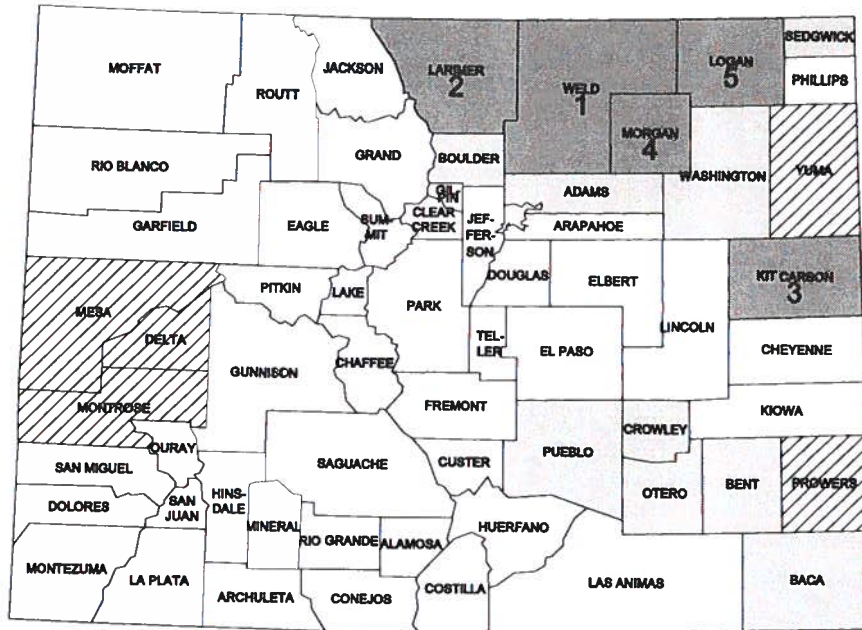 MOFFAT
ROUTT
JACKSON
LARIMER
2
WELD
1
LOGAN
5
SEDGWICK
PHILLIPS
MORGAN
4
RIO BLANCO
GRAND
BOULDER
WASHINGTON
YUMA
GARFIELD
EAGLE
SUM-
MIT
GIL-
PIN
CLEAR
CREEK
JEF-
FER-
SON
ADAMS
ARAPAHOE
MESA
PITKIN
LAKE
PARK
DOUGLAS
ELBERT
LINCOLN
KIT CARSON
3
DELTA
GUNNISON
CHAFFEE
TEL-
LER
EL PASO
CHEYENNE
MONTROSE
FREMONT
KIOWA
OURAY
SAN MIGUEL
SAGUACHE
CUSTER
PUEBLO
CROWLEY
OTERO
BENT
PROWERS
DOLORES
SAN
JUAN
HINS-
DALE
MINERAL
RIO GRANDE
ALAMOSA
HUERFANO
MONTEZUMA
LA PLATA
ARCHULETA
CONEJOS
COSTILLA
LAS ANIMAS
BACA